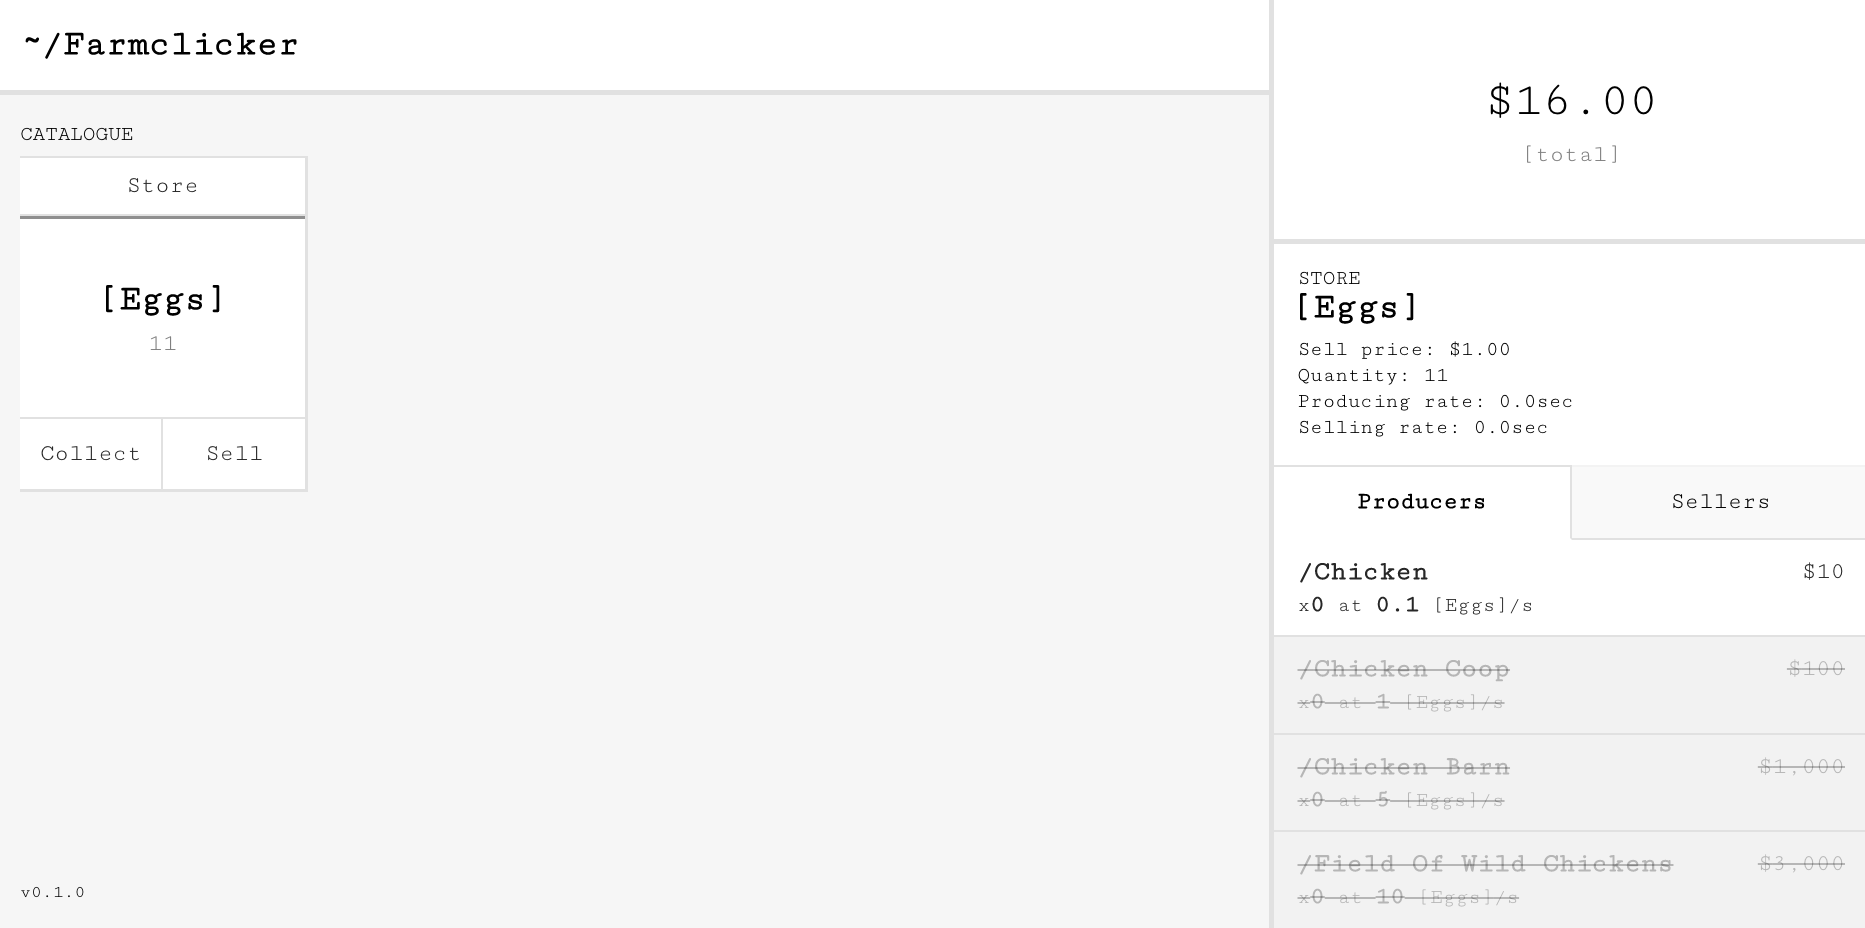 ~/Farmclicker
CATALOGUE
Store
[Eggs]
11
Collect Sell
v0.1.0
$16.00
[total]
STORE
[Eggs]
Sell price: $1.00
Quantity: 11
Producing rate: 0.0sec
Selling rate: 0.0sec
Producers Sellers
/Chicken $10
x0 at 0.1 [Eggs]/s
/Chicken Coop $100
x0 at 1 [Eggs]/s
/Chicken Barn $1,000
x0 at 5 [Eggs]/s
/Field Of Wild Chickens $3,000
x0 at 10 [Eggs]/s